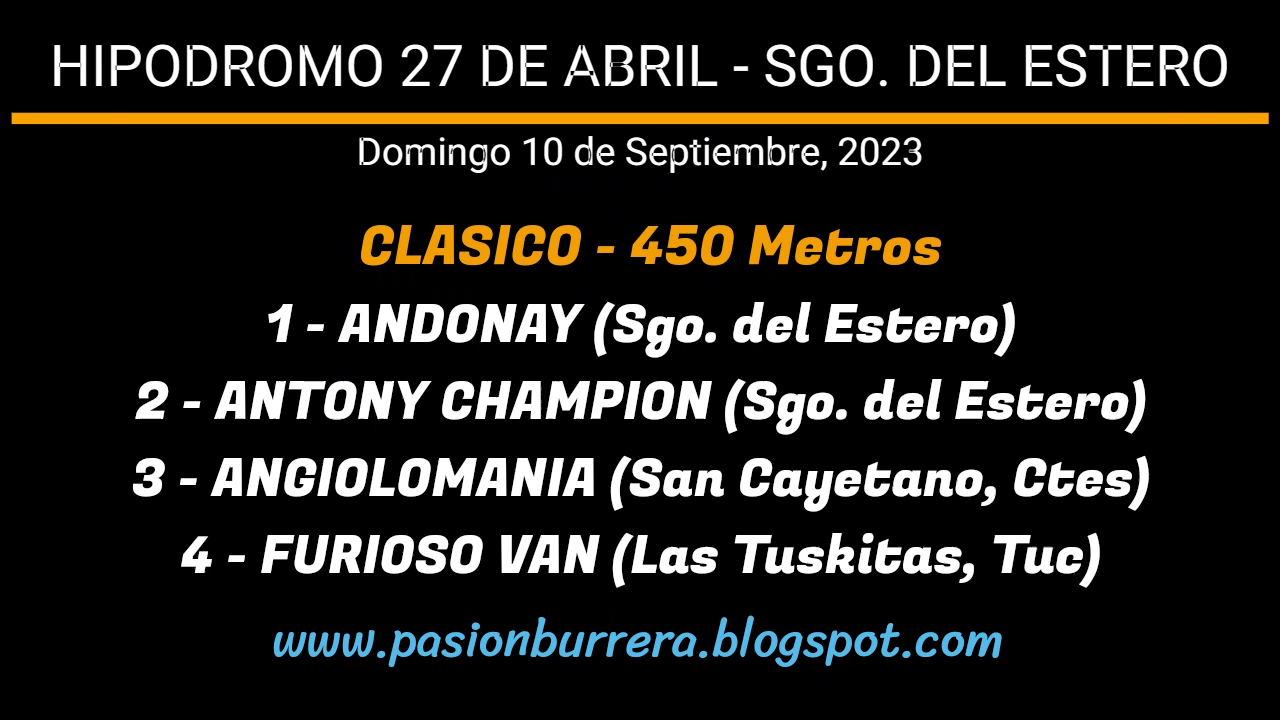 HIPODROMO 27 DE ABRIL - SGO. DEL ESTERO
Domingo 10 de Septiembre, 2023
CLASICO - 450 Metros
1 - ANDONAY (Sgo. del Estero)
2 - ANTONY CHAMPION (Sgo. del Estero)
3 - ANGIOLOMANIA (San Cayetano, Ctes)
4 - FURIOSO VAN (Las Tuskitas, Tuc)
www.pasionburrera.blogspot.com